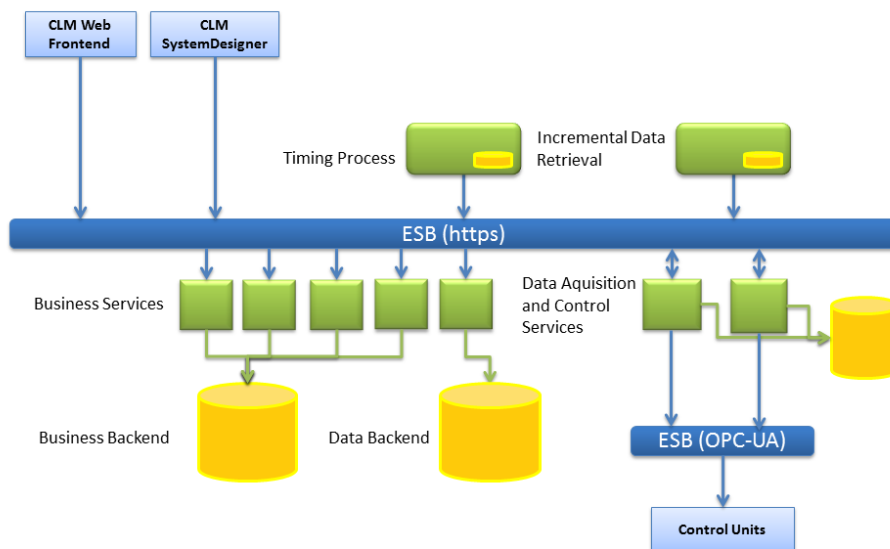 CLM Web
Frontend
CLM
SystemDesigner
Timing Process
Incremental Data
Retrieval
ESB (https)
Business Services
Data Aquisition
and Control
Services
Business Backend
Data Backend
ESB (OPC-UA)
Control Units